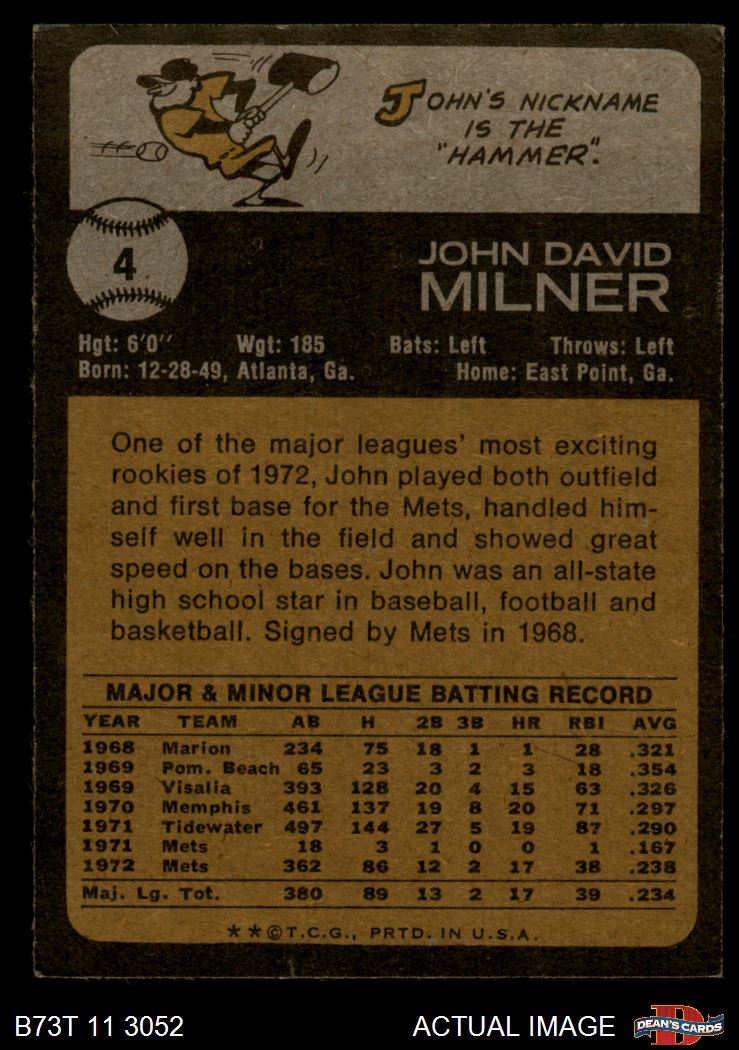 JOHN'S NICKNAME
IS THE
"HAMMER".
4
JOHN DAVID
MILNER
Hgt: 6'0" Wgt: 185 Bats: Left Throws: Left
Born: 12-28-49, Atlanta, Ga. Home: East Point, Ga.
One of the major leagues' most exciting
rookies of 1972, John played both outfield
and first base for the Mets, handled him-
self well in the field and showed great
speed on the bases. John was an all-state
high school star in baseball, football and
basketball. Signed by Mets in 1968.
MAJOR & MINOR LEAGUE BATTING RECORD
YEAR TEAM AB H 2B 3B HR RBI AVG
1968 Marion 234 75 18 1 1 28 .321
1969 Pom. Beach 65 23 3 2 3 18 .354
1969 Visalia 393 128 20 4 15 63 .326
1970 Memphis 461 137 19 8 20 71 .297
1971 Tidewater 497 144 27 5 19 87 .290
1971 Mets 18 3 1 0 0 1 .167
1972 Mets 362 86 12 2 17 38 .238
Maj. Lg. Tot. 380 89 13 2 17 39 .234
**©T.C.G., PRTD. IN U.S.A.
B73T 11 3052 ACTUAL IMAGE D DEAN'S CARDS